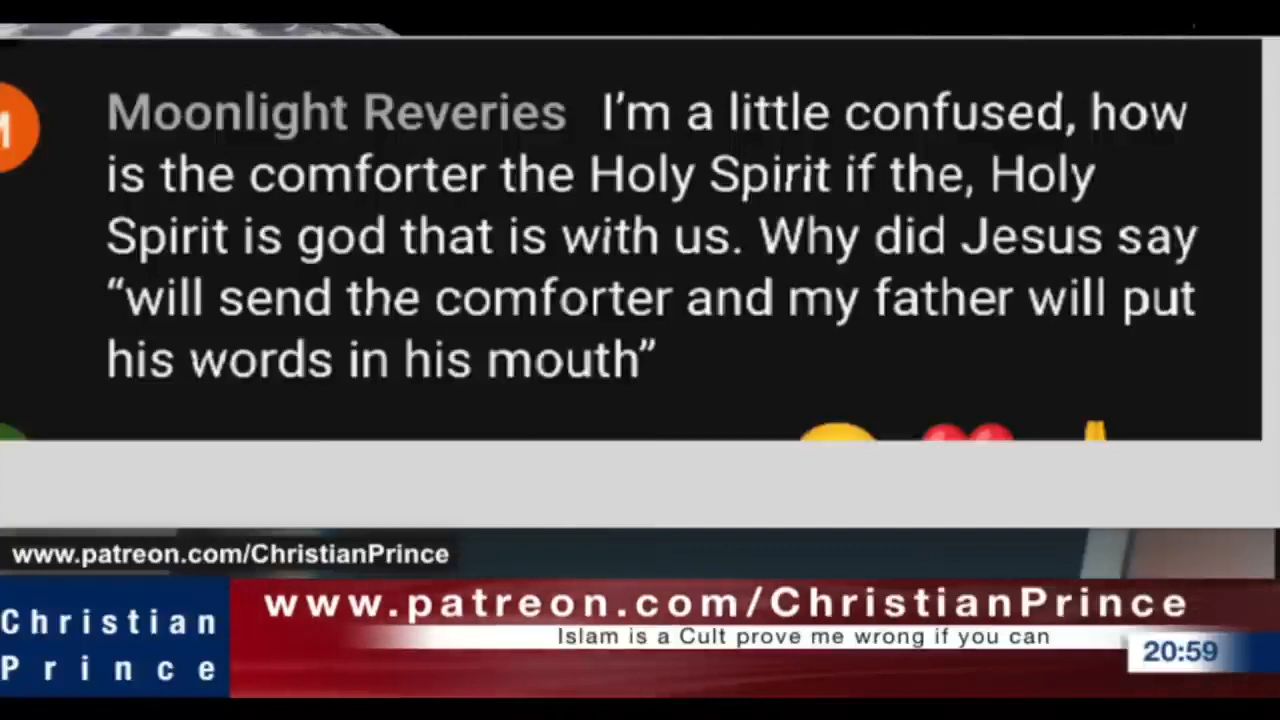 Moonlight Reveries I'm a little confused, how
is the comforter the Holy Spirit if the, Holy
Spirit is god that is with us. Why did Jesus say
“will send the comforter and my father will put
his words in his mouth”
www.patreon.com/ChristianPrince
www.patreon.com/ChristianPrince
Christian
Prince
Islam is a Cult prove me wrong if you can
20:59